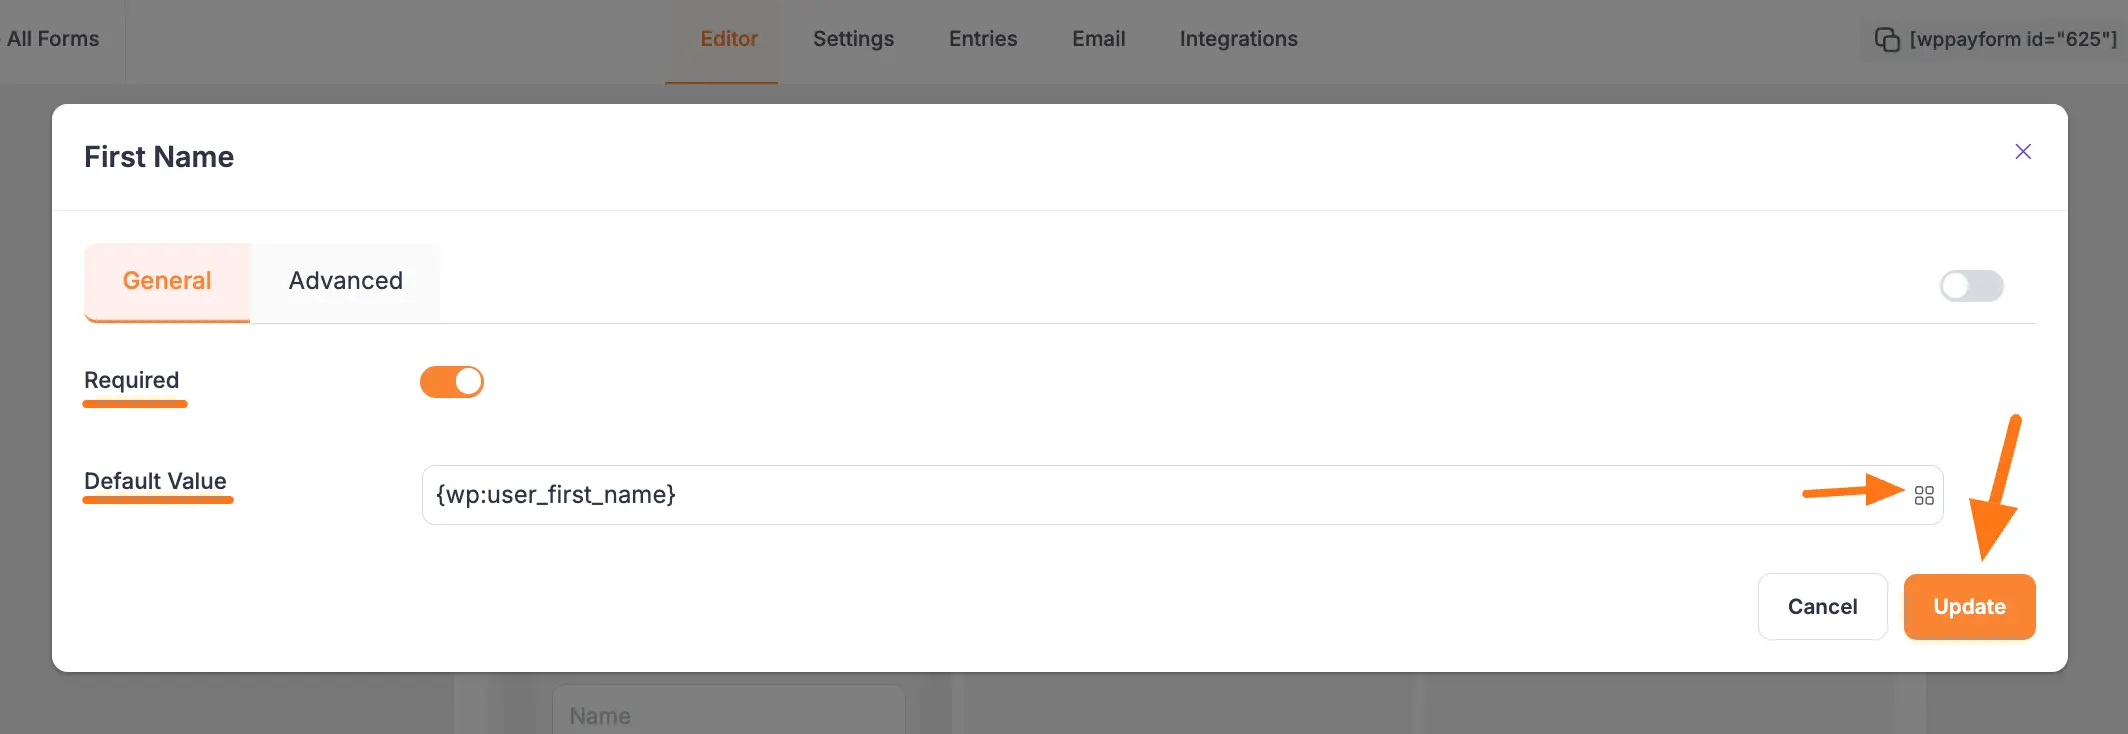 All Forms
Editor Settings Entries Email Integrations
[wppayform id="625"]
First Name
General Advanced
Required
Default Value
{wp:user_first_name}
Cancel Update
Name